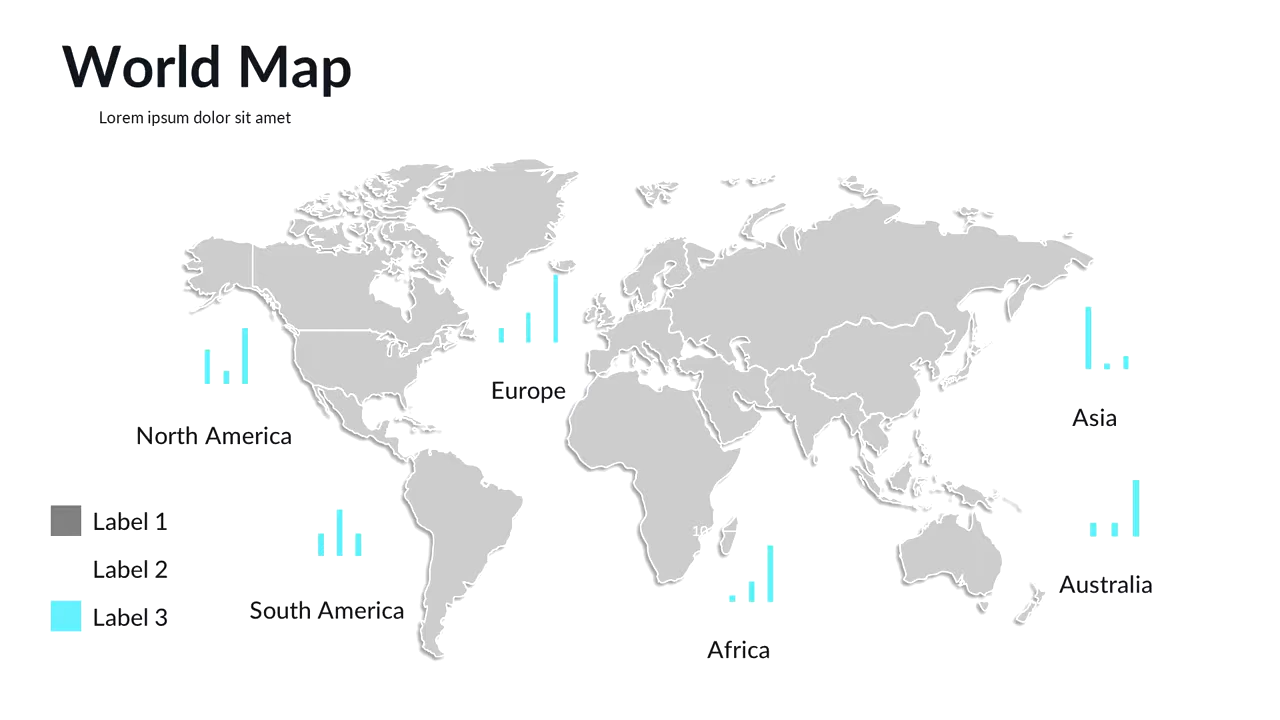 World Map
Lorem ipsum dolor sit amet
Europe
North America
Asia
Label 1
Label 2
Label 3
South America
Australia
Africa